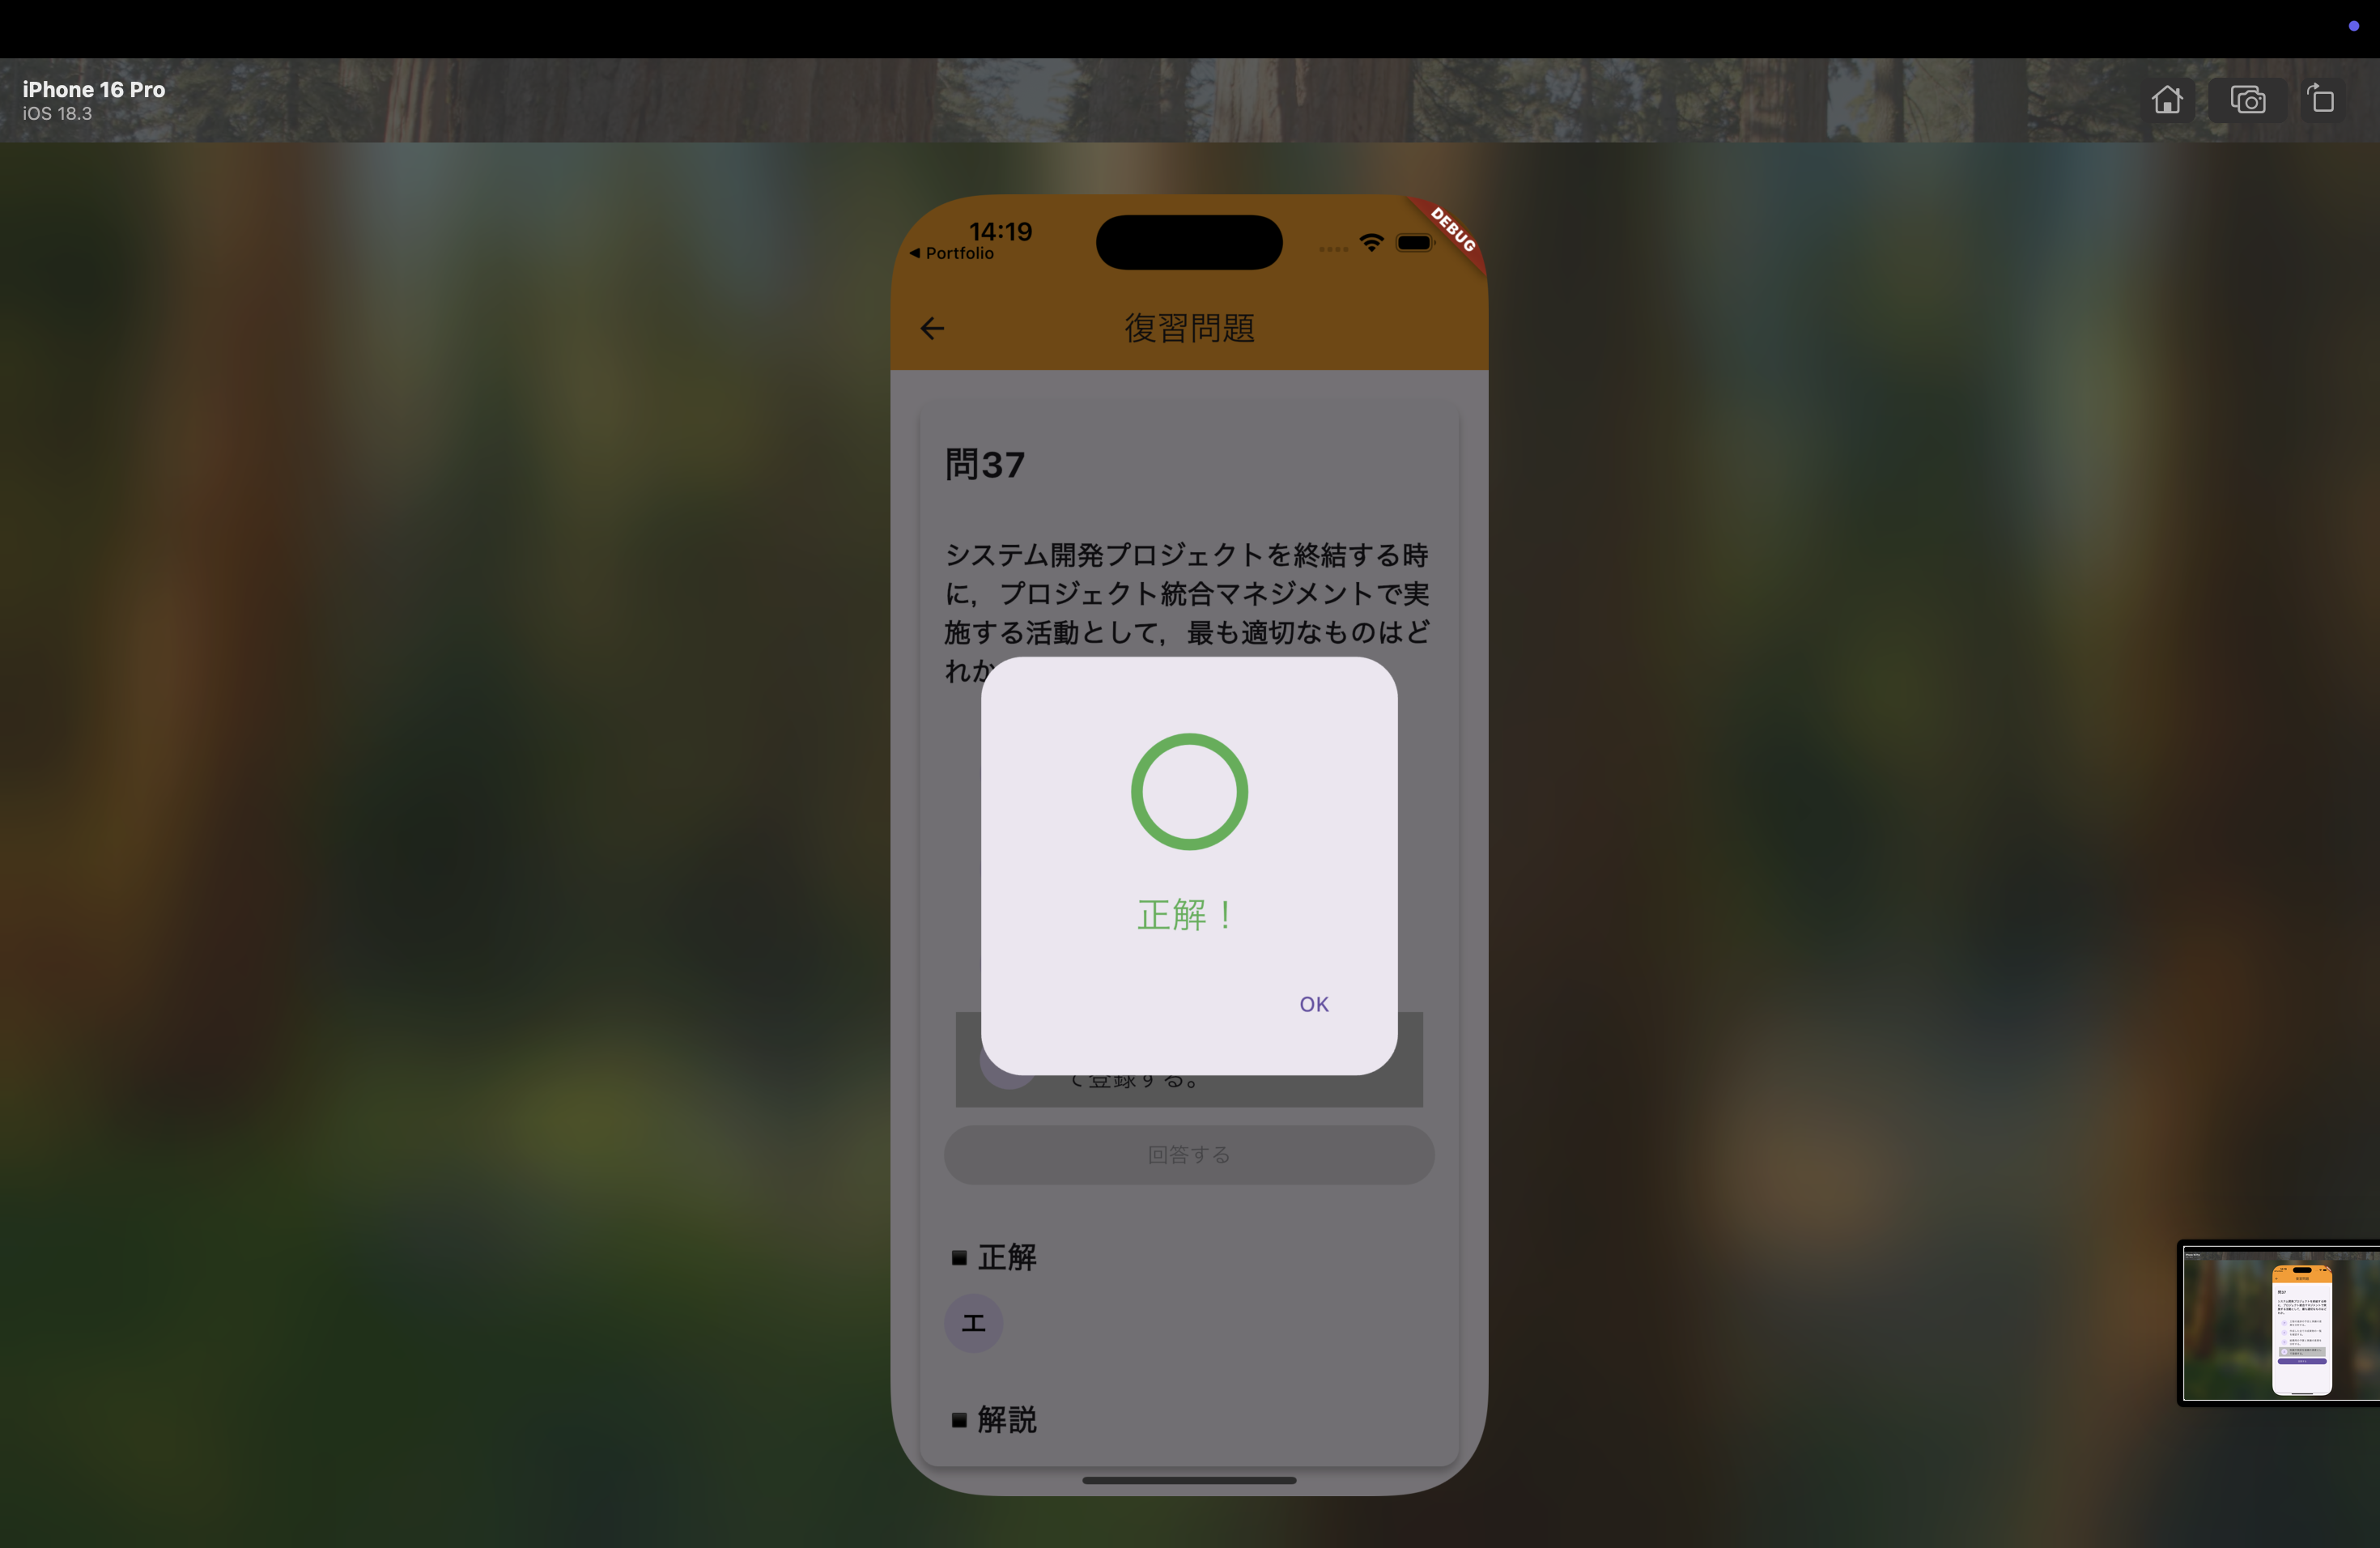 iPhone 16 Pro
iOS 18.3
14:19
◀ Portfolio
DEBUG
復習問題
問37
システム開発プロジェクトを終結する時
に，プロジェクト統合マネジメントで実
施する活動として，最も適切なものはど
れか
正解！
OK
て登録する。
回答する
■ 正解
エ
■ 解説